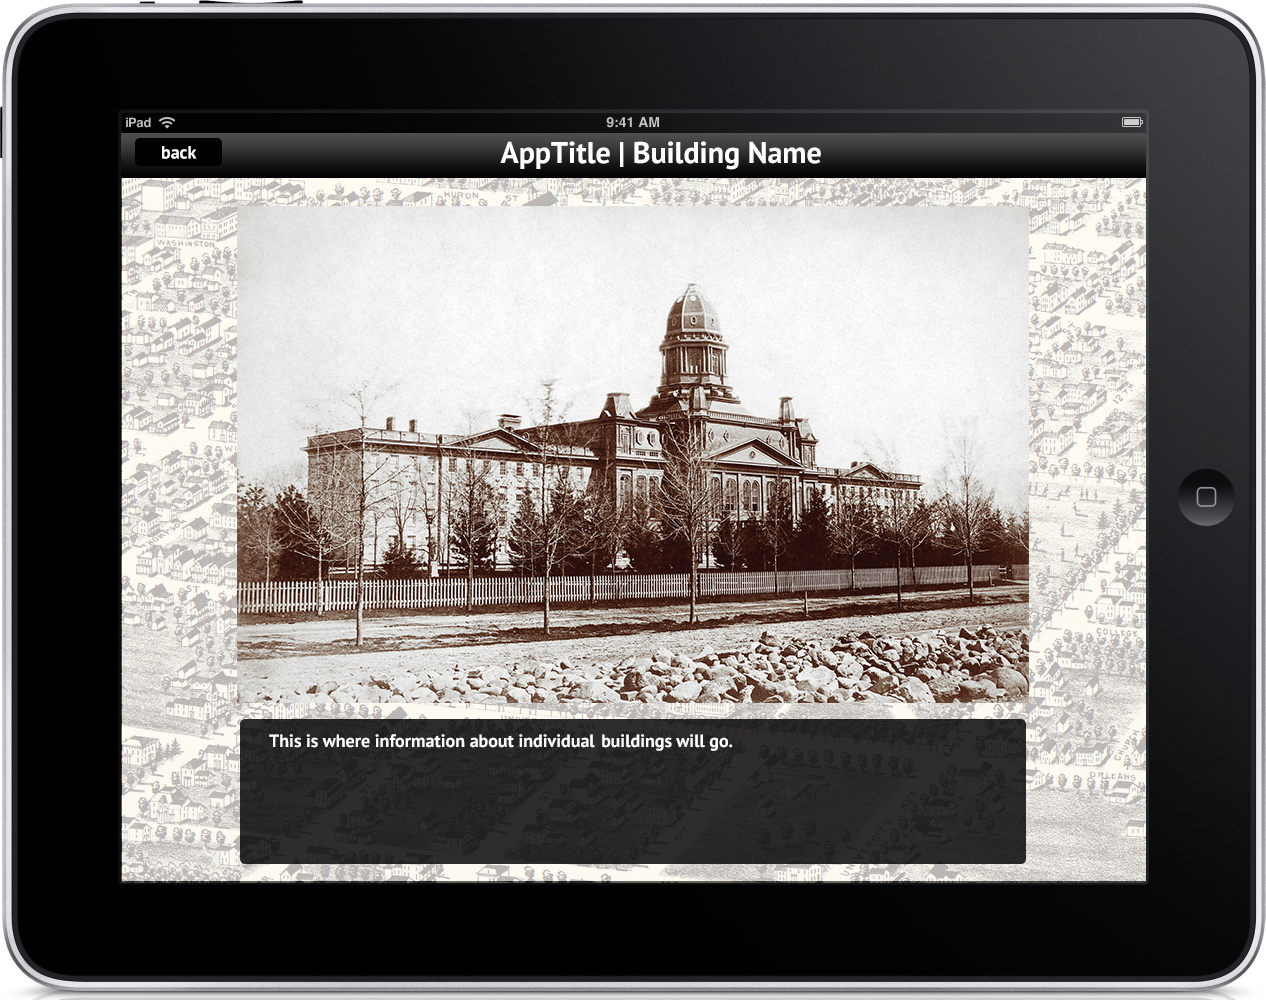 iPad
9:41 AM
back
AppTitle | Building Name
HURON ST
WASHINGTON
COLLEGE
ORLEANS
This is where information about individual buildings will go.